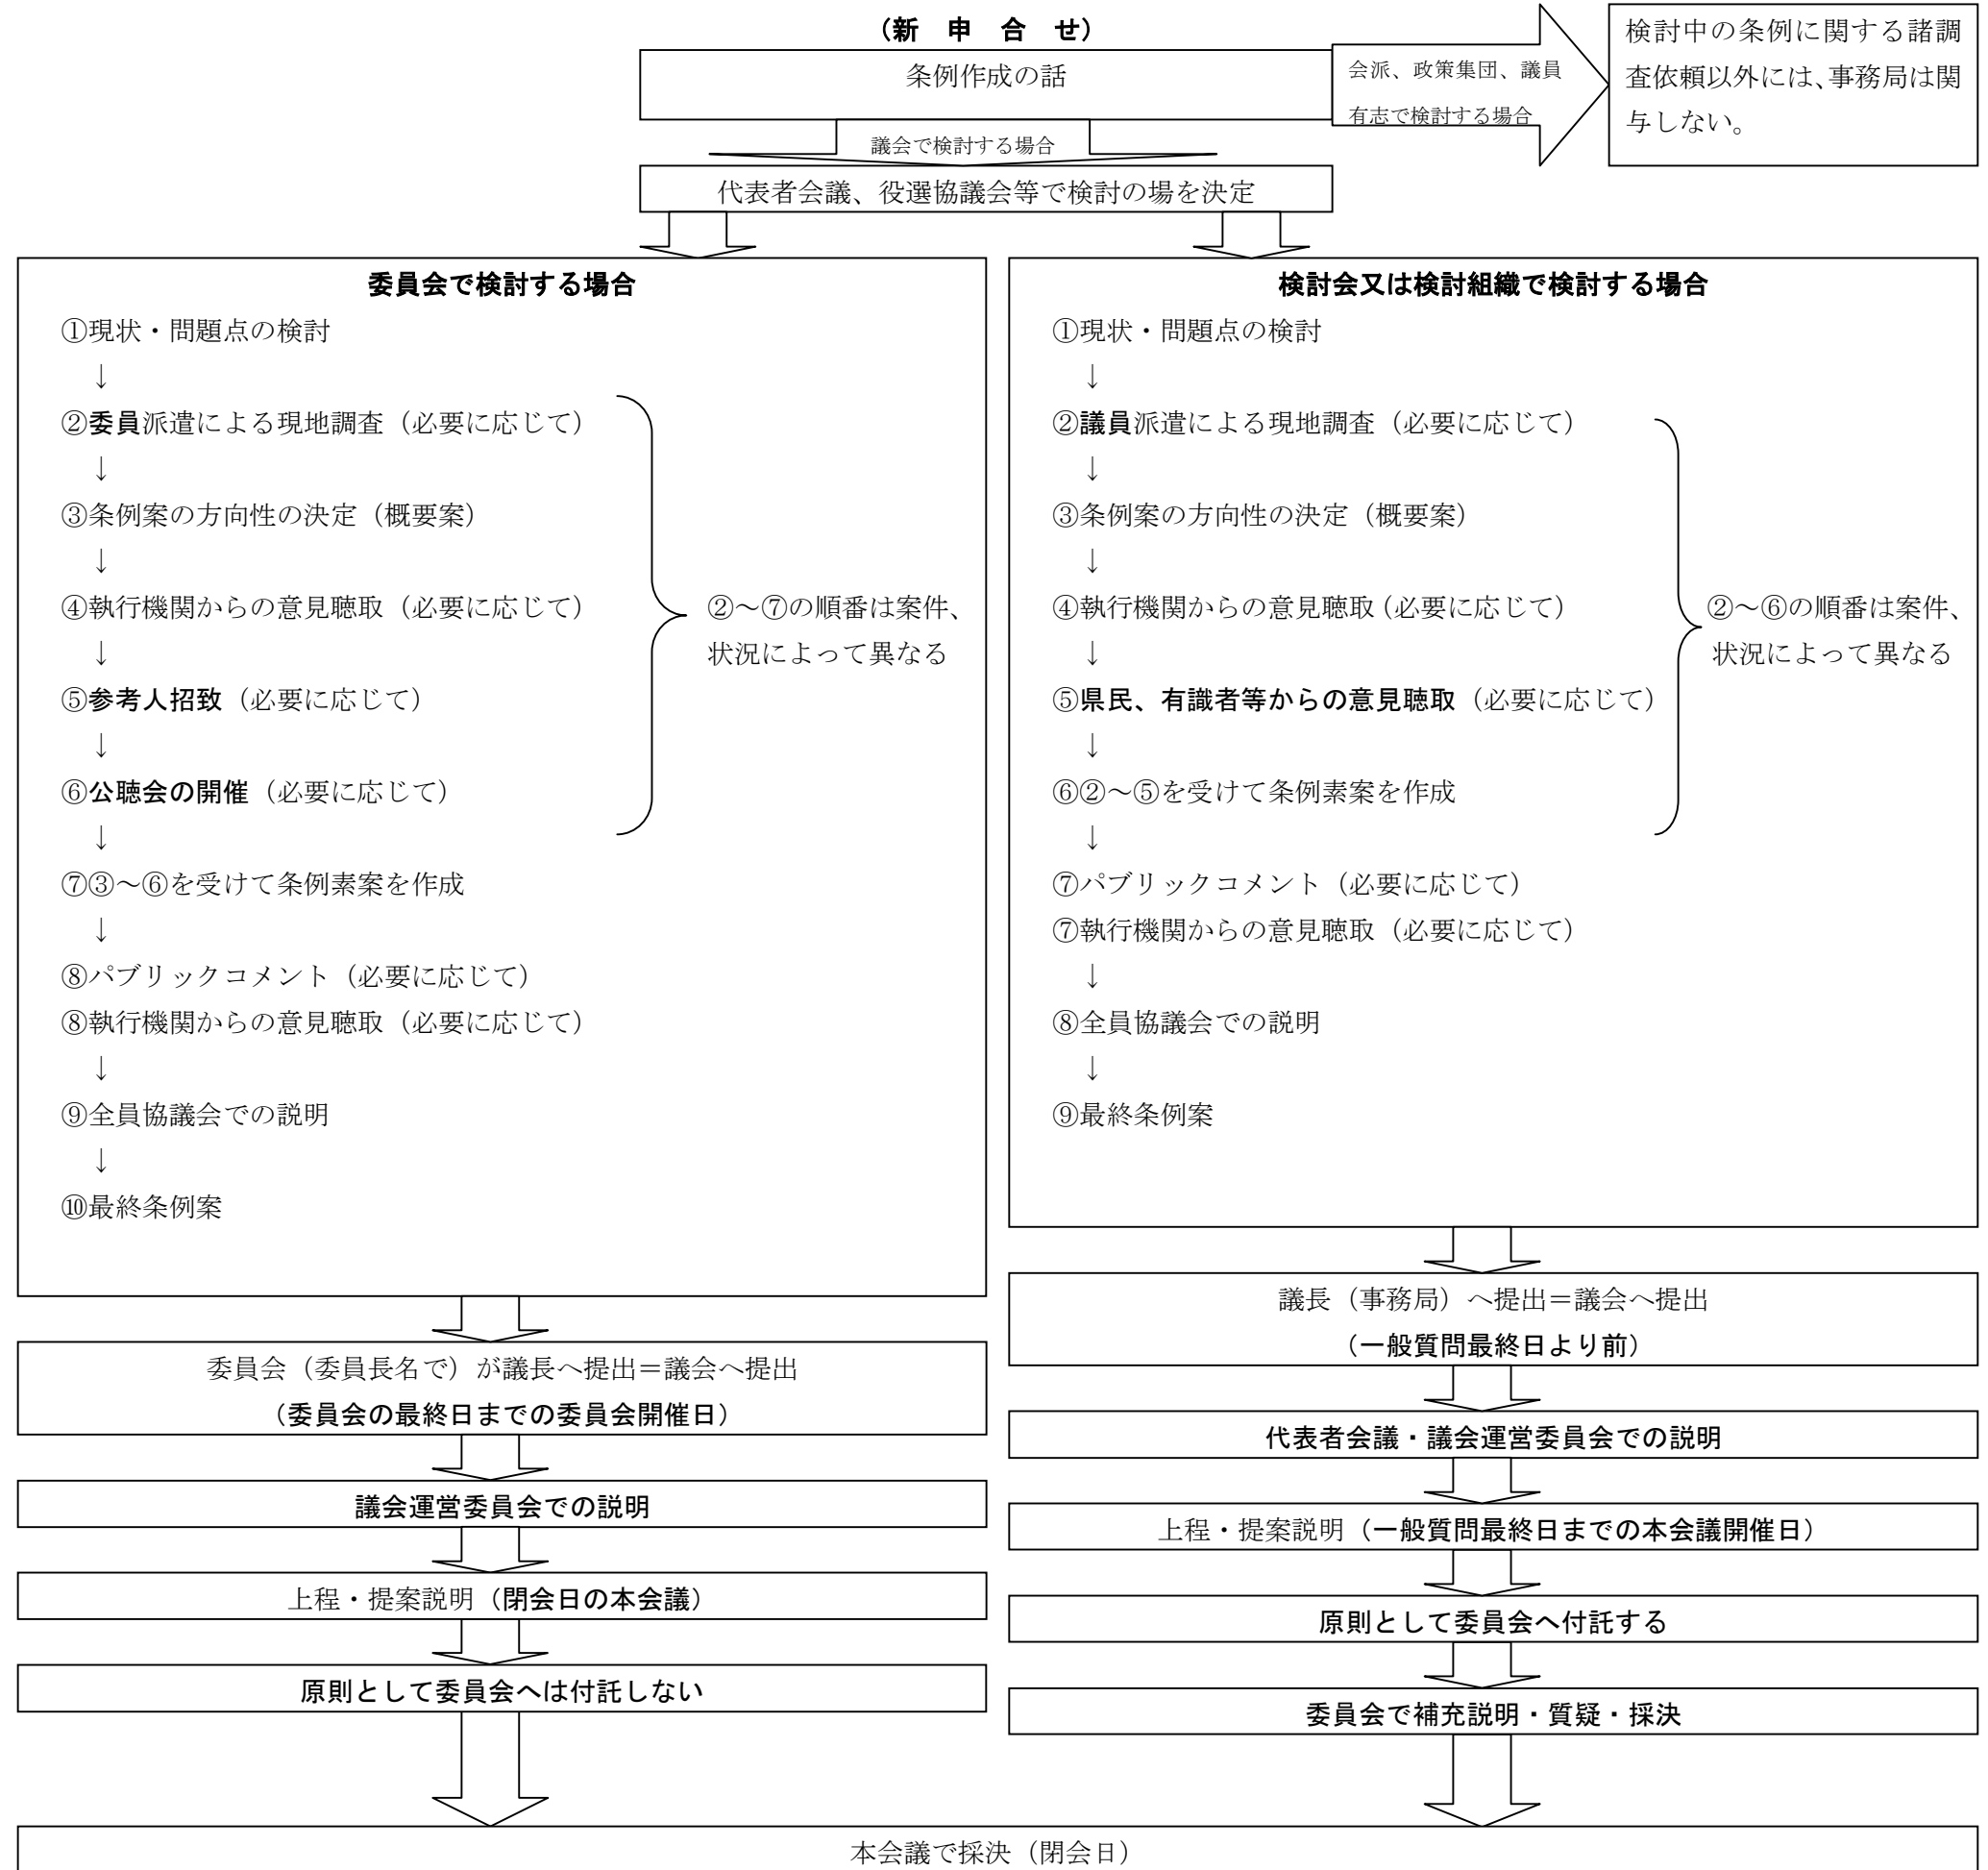 （新　申　合　せ）
条例作成の話
会派、政策集団、議員
有志で検討する場合
検討中の条例に関する諸調
査依頼以外には、事務局は関
与しない。
議会で検討する場合
代表者会議、役選協議会等で検討の場を決定
委員会で検討する場合
①現状・問題点の検討
↓
②委員派遣による現地調査（必要に応じて）
↓
③条例案の方向性の決定（概要案）
↓
④執行機関からの意見聴取（必要に応じて）
↓
⑤参考人招致（必要に応じて）
↓
⑥公聴会の開催（必要に応じて）
↓
⑦③～⑥を受けて条例素案を作成
↓
⑧パブリックコメント（必要に応じて）
⑧執行機関からの意見聴取（必要に応じて）
↓
⑨全員協議会での説明
↓
⑩最終条例案
②～⑦の順番は案件、
状況によって異なる
委員会（委員長名で）が議長へ提出＝議会へ提出
（委員会の最終日までの委員会開催日）
議会運営委員会での説明
上程・提案説明（閉会日の本会議）
原則として委員会へは付託しない
検討会又は検討組織で検討する場合
①現状・問題点の検討
↓
②議員派遣による現地調査（必要に応じて）
↓
③条例案の方向性の決定（概要案）
↓
④執行機関からの意見聴取（必要に応じて）
↓
⑤県民、有識者等からの意見聴取（必要に応じて）
↓
⑥②～⑤を受けて条例素案を作成
↓
⑦パブリックコメント（必要に応じて）
⑦執行機関からの意見聴取（必要に応じて）
↓
⑧全員協議会での説明
↓
⑨最終条例案
②～⑥の順番は案件、
状況によって異なる
議長（事務局）へ提出＝議会へ提出
（一般質問最終日より前）
代表者会議・議会運営委員会での説明
上程・提案説明（一般質問最終日までの本会議開催日）
原則として委員会へ付託する
委員会で補充説明・質疑・採決
本会議で採決（閉会日）